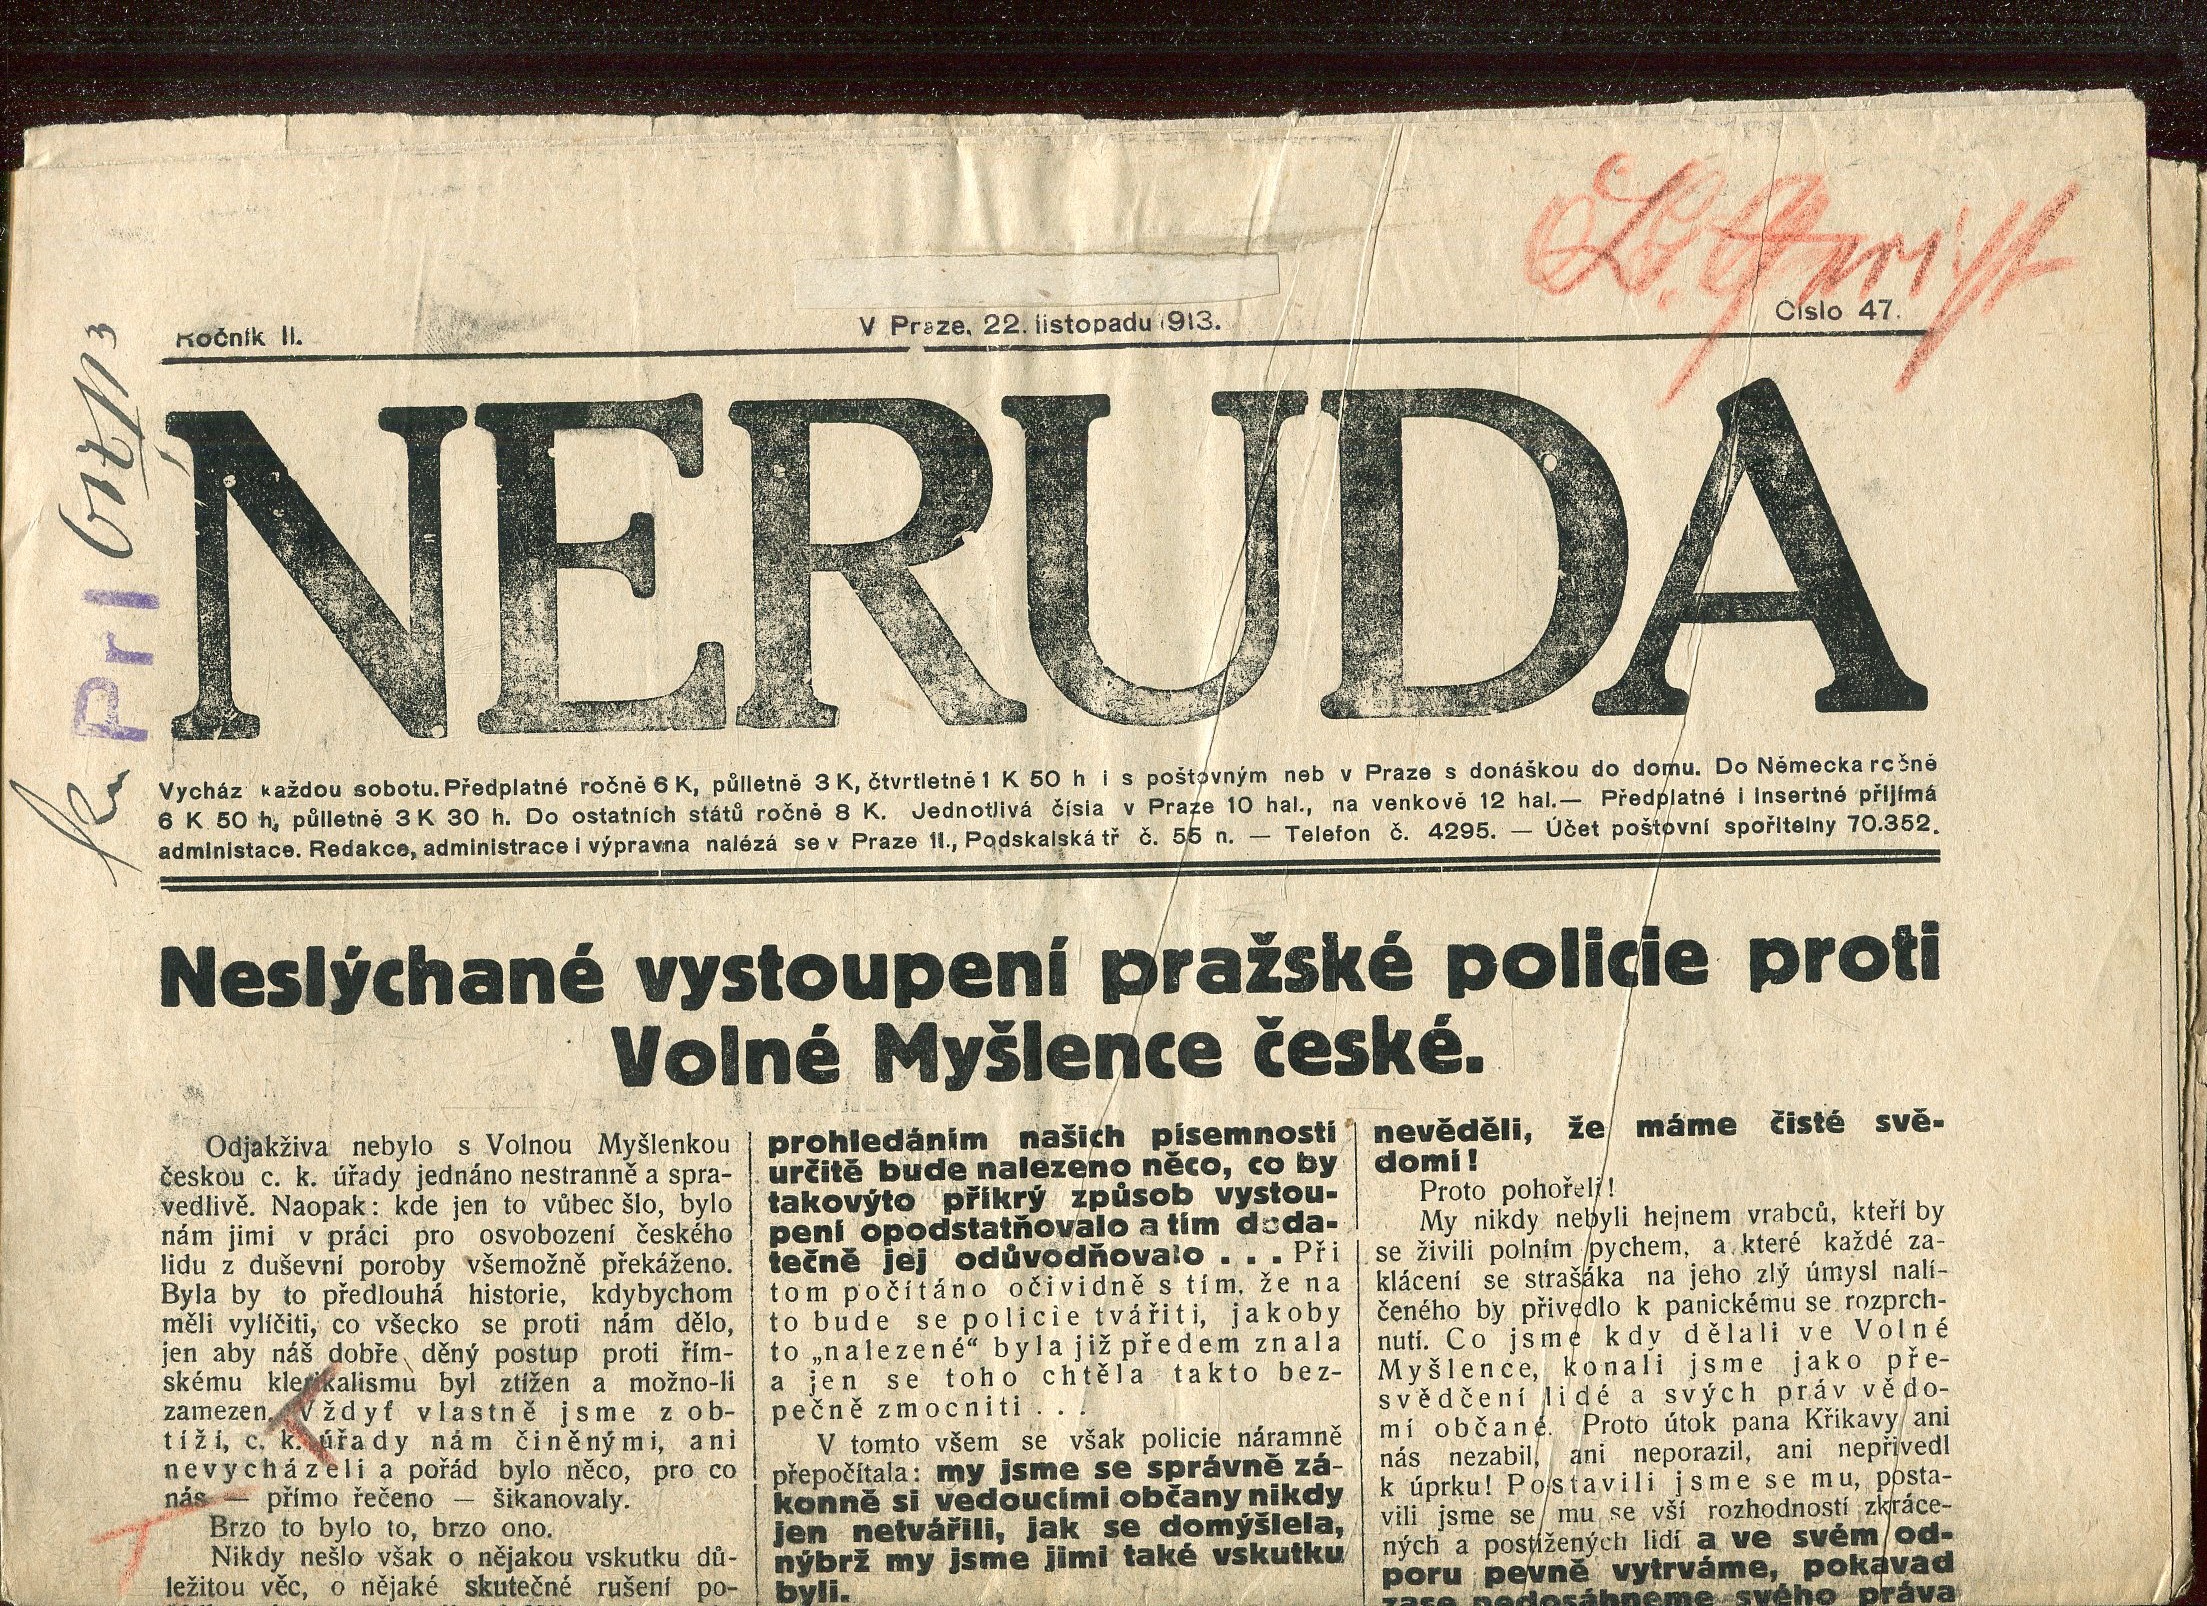 Ročník II.
V Praze, 22. listopadu 1913.
Číslo 47.
NERUDA
Vycház každou sobotu. Předplatné ročně 6 K, půlletně 3 K, čtvrtletně 1 K 50 h i s poštovným neb v Praze s donáškou do domu. Do Německa ročně
6 K 50 h, půlletně 3 K 30 h. Do ostatních států ročně 8 K. Jednotlivá čísla v Praze 10 hal., na venkově 12 hal.— Předplatné i insertné přijímá
administace. Redakce, administrace i výpravna nalézá se v Praze II., Podskalská tř č. 55 n. — Telefon č. 4295. — Účet poštovní spořitelny 70.352.
Neslýchané vystoupení pražské policie proti
Volné Myšlence české.
Odjakživa nebylo s Volnou Myšlenkou
českou c. k. úřady jednáno nestranně a spra-
vedlivě. Naopak: kde jen to vůbec šlo, bylo
nám jimi v práci pro osvobození českého
lidu z duševní poroby všemožně překáženo.
Byla by to předlouhá historie, kdybychom
měli vylíčiti, co všecko se proti nám dělo,
jen aby náš dobře děný postup proti řím-
skému klerikalismu byl ztížen a možno-li
zamezen. Vždyť vlastně jsme z ob-
tíží, c. k. úřady nám činěnými, ani
nevycházeli a pořád bylo něco, pro co
nás — přímo řečeno — šikanovaly.
Brzo to bylo to, brzo ono.
Nikdy nešlo však o nějakou vskutku dů-
ležitou věc, o nějaké skutečné rušení po-
prohledáním našich písemností
určitě bude nalezeno něco, co by
takovýto příkrý způsob vystou-
pení opodstatňovalo a tím doda-
tečně jej odůvodňovalo . . . Při
tom počítáno očividně s tím, že na
to bude se policie tvářiti, jakoby
to „nalezené“ byla již předem znala
a jen se toho chtěla takto bez-
pečně zmocniti . . .
V tomto všem se však policie náramně
přepočítala: my jsme se správně zá-
konně si vedoucími občany nikdy
jen netvářili, jak se domýšlela,
nýbrž my jsme jimi také vskutku
byli.
nevěděli, že máme čisté svě-
domí!
Proto pohořeli!
My nikdy nebyli hejnem vrabců, kteří by
se živili polním pychem, a které každé za-
klácení se strašáka na jeho zlý úmysl nalí-
čeného by přivedlo k panickému se rozprch-
nutí. Co jsme kdy dělali ve Volné
Myšlence, konali jsme jako pře-
svědčení lidé a svých práv vědo-
mí občané. Proto útok pana Křikavy ani
nás nezabil, ani neporazil, ani nepřivedl
k úprku! Postavili jsme se mu, posta-
vili jsme se mu se vší rozhodností zkráce-
ných a postižených lidí a ve svém od-
poru pevně vytrváme, pokavad
zase nedosáhneme svého práva
Pri